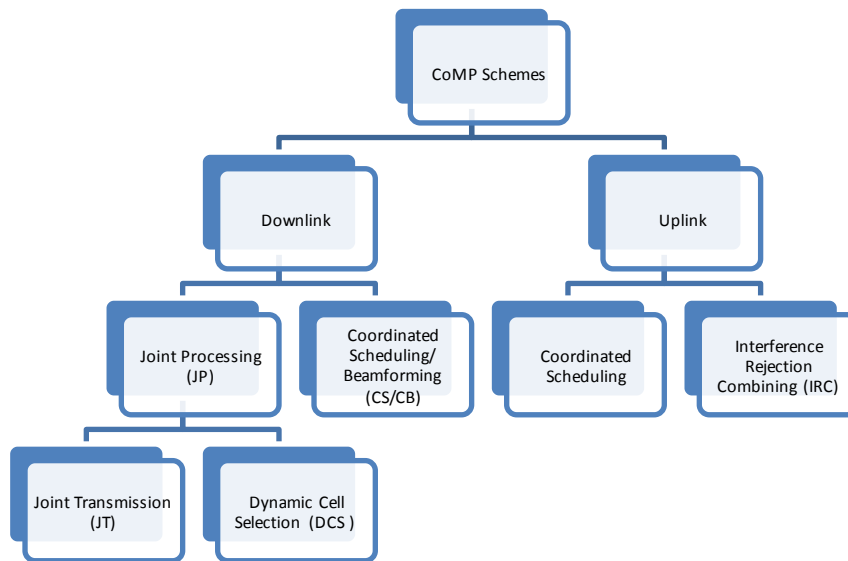 CoMP Schemes
Downlink
Uplink
Joint Processing
(JP)
Coordinated
Scheduling/
Beamforming
(CS/CB)
Coordinated
Scheduling
Interference
Rejection
Combining (IRC)
Joint Transmission
(JT)
Dynamic Cell
Selection (DCS )